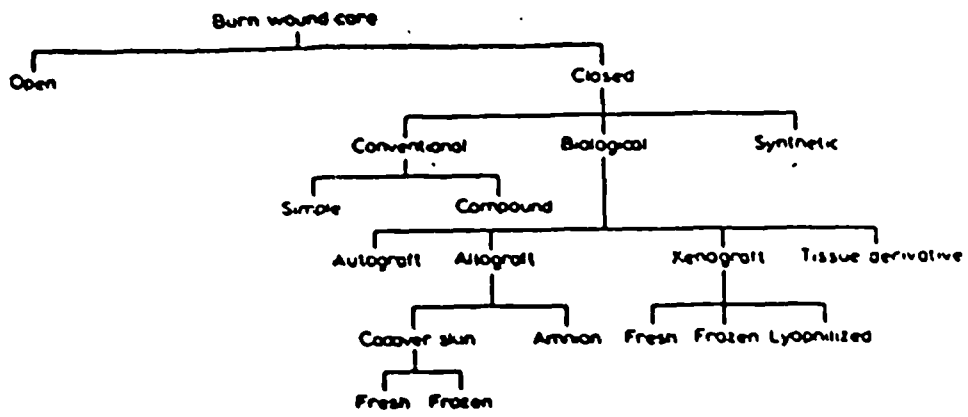 Burn wound care
Open
Closed
Conventional Biological Synthetic
Simple Compound
Autograft Allograft Xenograft Tissue derivative
Cadaver skin Amnion Fresh Frozen Lyophilized
Fresh Frozen